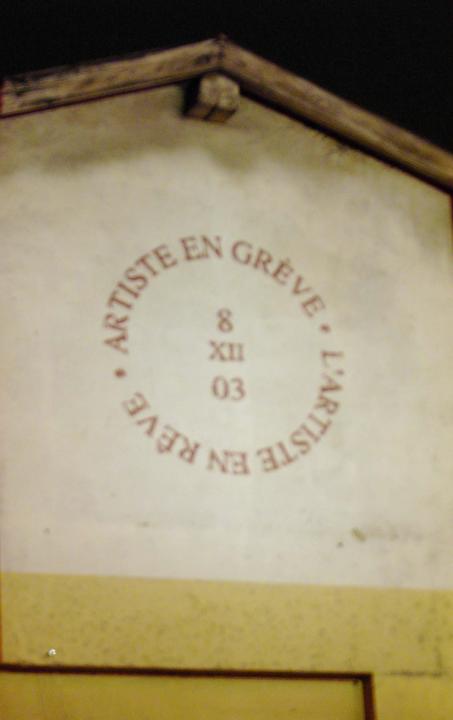 ARTISTE EN GRÈVE • L'ARTISTE EN RÊVE •
8
XII
03